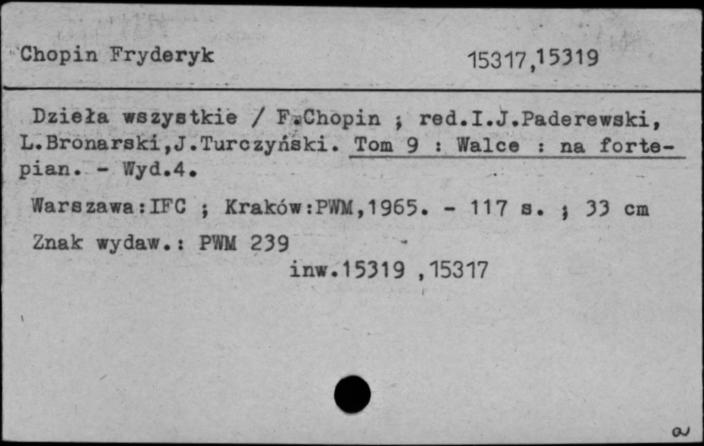 Chopin Fryderyk 15317,15319
Dzieła wszystkie / F.Chopin ; red.I.J.Paderewski,
L.Bronarski,J.Turczyński. Tom 9 : Walce : na forte-
pian. - Wyd.4.
Warszawa:IFC ; Kraków:PWM,1965. - 117 s. ; 33 cm
Znak wydaw.: PWM 239
inw.15319 ,15317